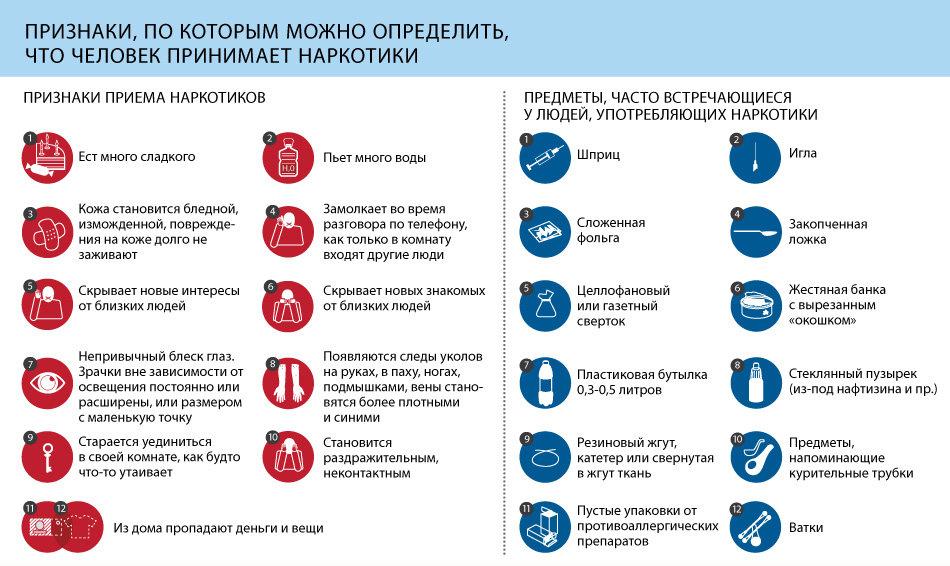 ПРИЗНАКИ, ПО КОТОРЫМ МОЖНО ОПРЕДЕЛИТЬ,
ЧТО ЧЕЛОВЕК ПРИНИМАЕТ НАРКОТИКИ
ПРИЗНАКИ ПРИЕМА НАРКОТИКОВ
1
Ест много сладкого
2
H₂O
Пьет много воды
3
Кожа становится бледной,
изможденной, поврежде-
ния на коже долго не
заживают
4
Замолкает во время
разговора по телефону,
как только в комнату
входят другие люди
5
Скрывает новые интересы
от близких людей
6
Скрывает новых знакомых
от близких людей
7
Непривычный блеск глаз.
Зрачки вне зависимости от
освещения постоянно или
расширены, или размером
с маленькую точку
8
Появляются следы уколов
на руках, в паху, ногах,
подмышками, вены стано-
вятся более плотными
и синими
9
Старается уединиться
в своей комнате, как будто
что-то утаивает
10
Становится
раздражительным,
неконтактным
11
12
Из дома пропадают деньги и вещи
ПРЕДМЕТЫ, ЧАСТО ВСТРЕЧАЮЩИЕСЯ
У ЛЮДЕЙ, УПОТРЕБЛЯЮЩИХ НАРКОТИКИ
1
Шприц
2
Игла
3
Сложенная
фольга
4
Закопченная
ложка
5
Целлофановый
или газетный
сверток
6
Жестяная банка
с вырезанным
«окошком»
7
Пластиковая бутылка
0,3-0,5 литров
8
Стеклянный пузырек
(из-под нафтизина и пр.)
9
Резиновый жгут,
катетер или свернутая
в жгут ткань
10
Предметы,
напоминающие
курительные трубки
11
Пустые упаковки от
противоаллергических
препаратов
12
Ватки